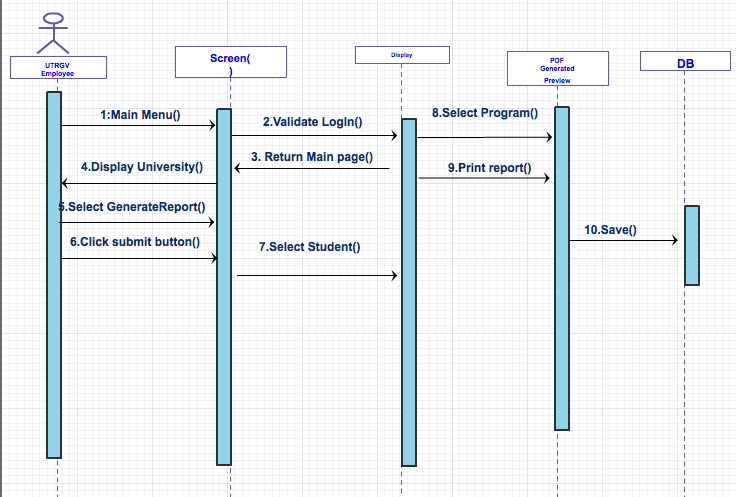 UTRGV
Employee
Screen(
)
Display
PDF
Generated
Preview
DB
1:Main Menu()
2.Validate LogIn()
8.Select Program()
3. Return Main page()
4.Display University()
9.Print report()
5.Select GenerateReport()
6.Click submit button()
7.Select Student()
10.Save()